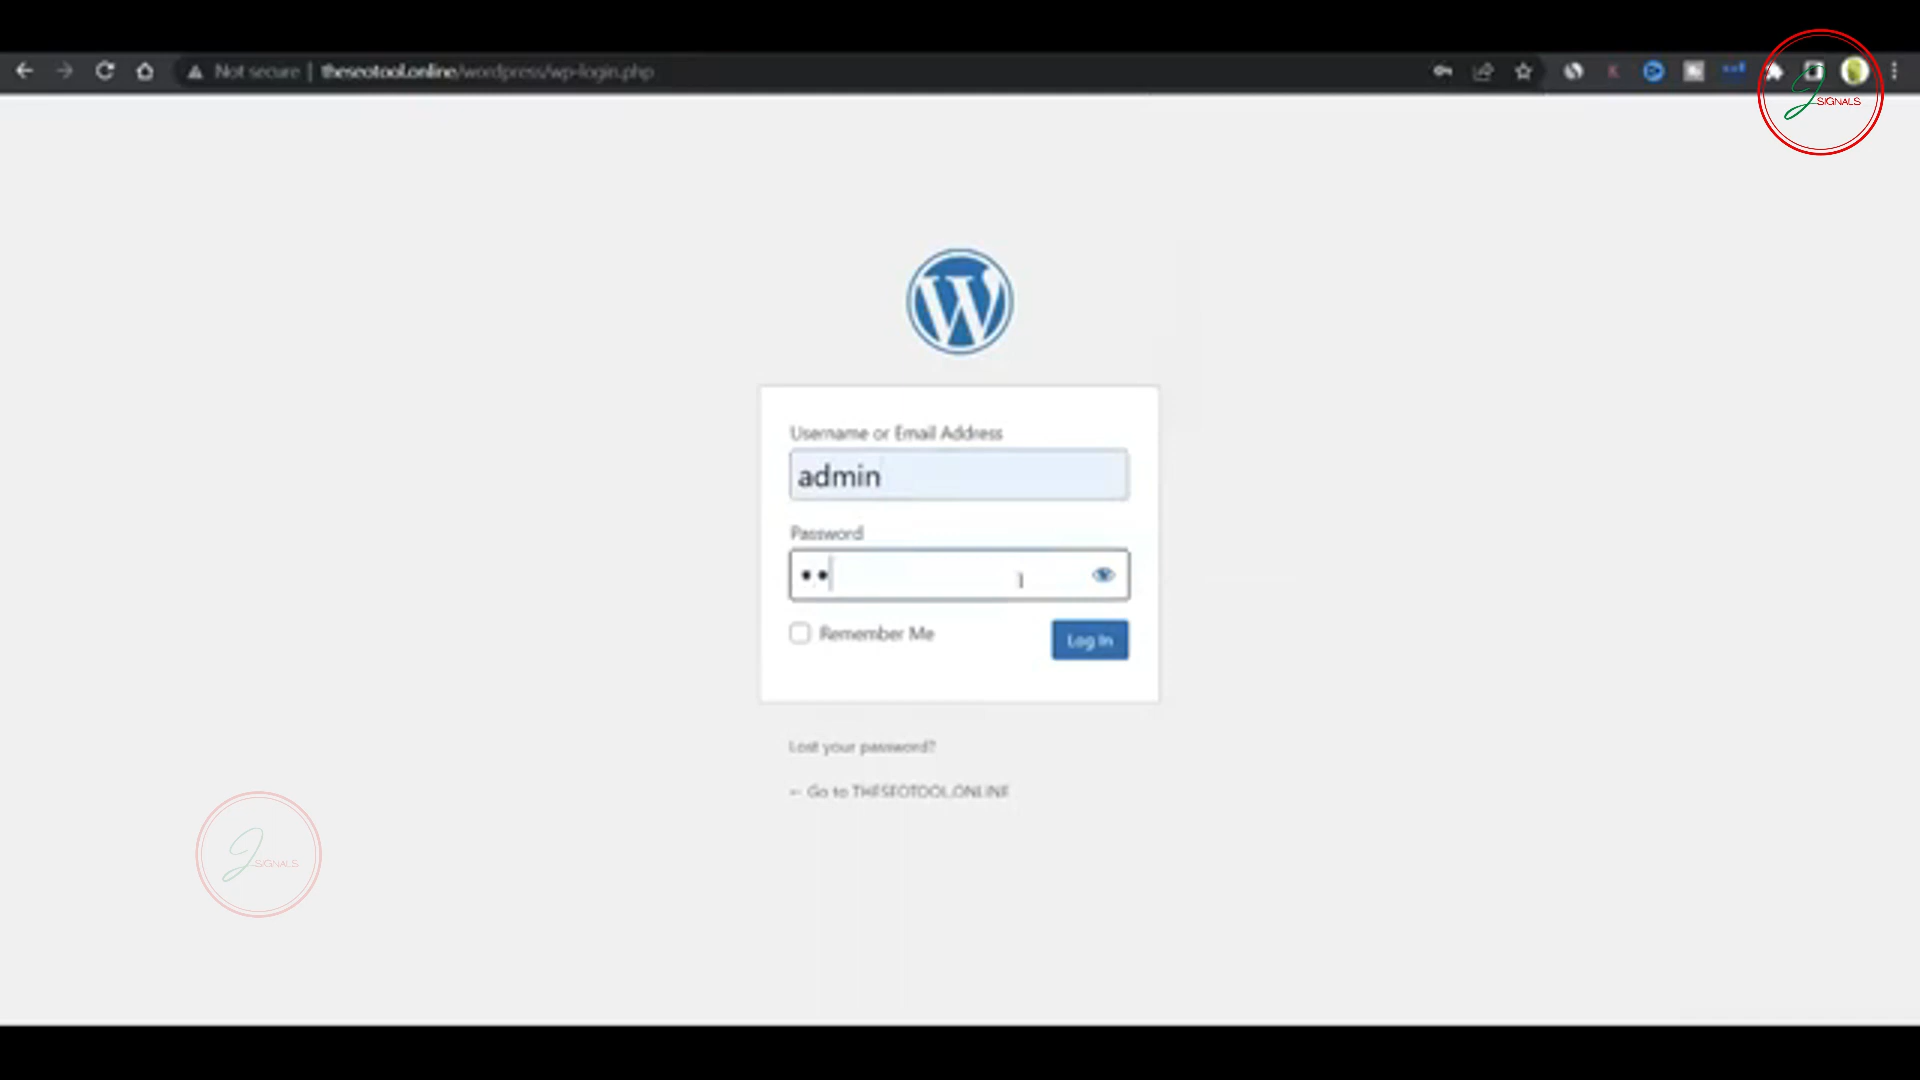 Not secure | theseotool.online/wordpress/wp-login.php
SIGNALS
Username or Email Address
admin
Password
Remember Me
Log In
Lost your password?
← Go to THESEOTOOL.ONLINE
SIGNALS